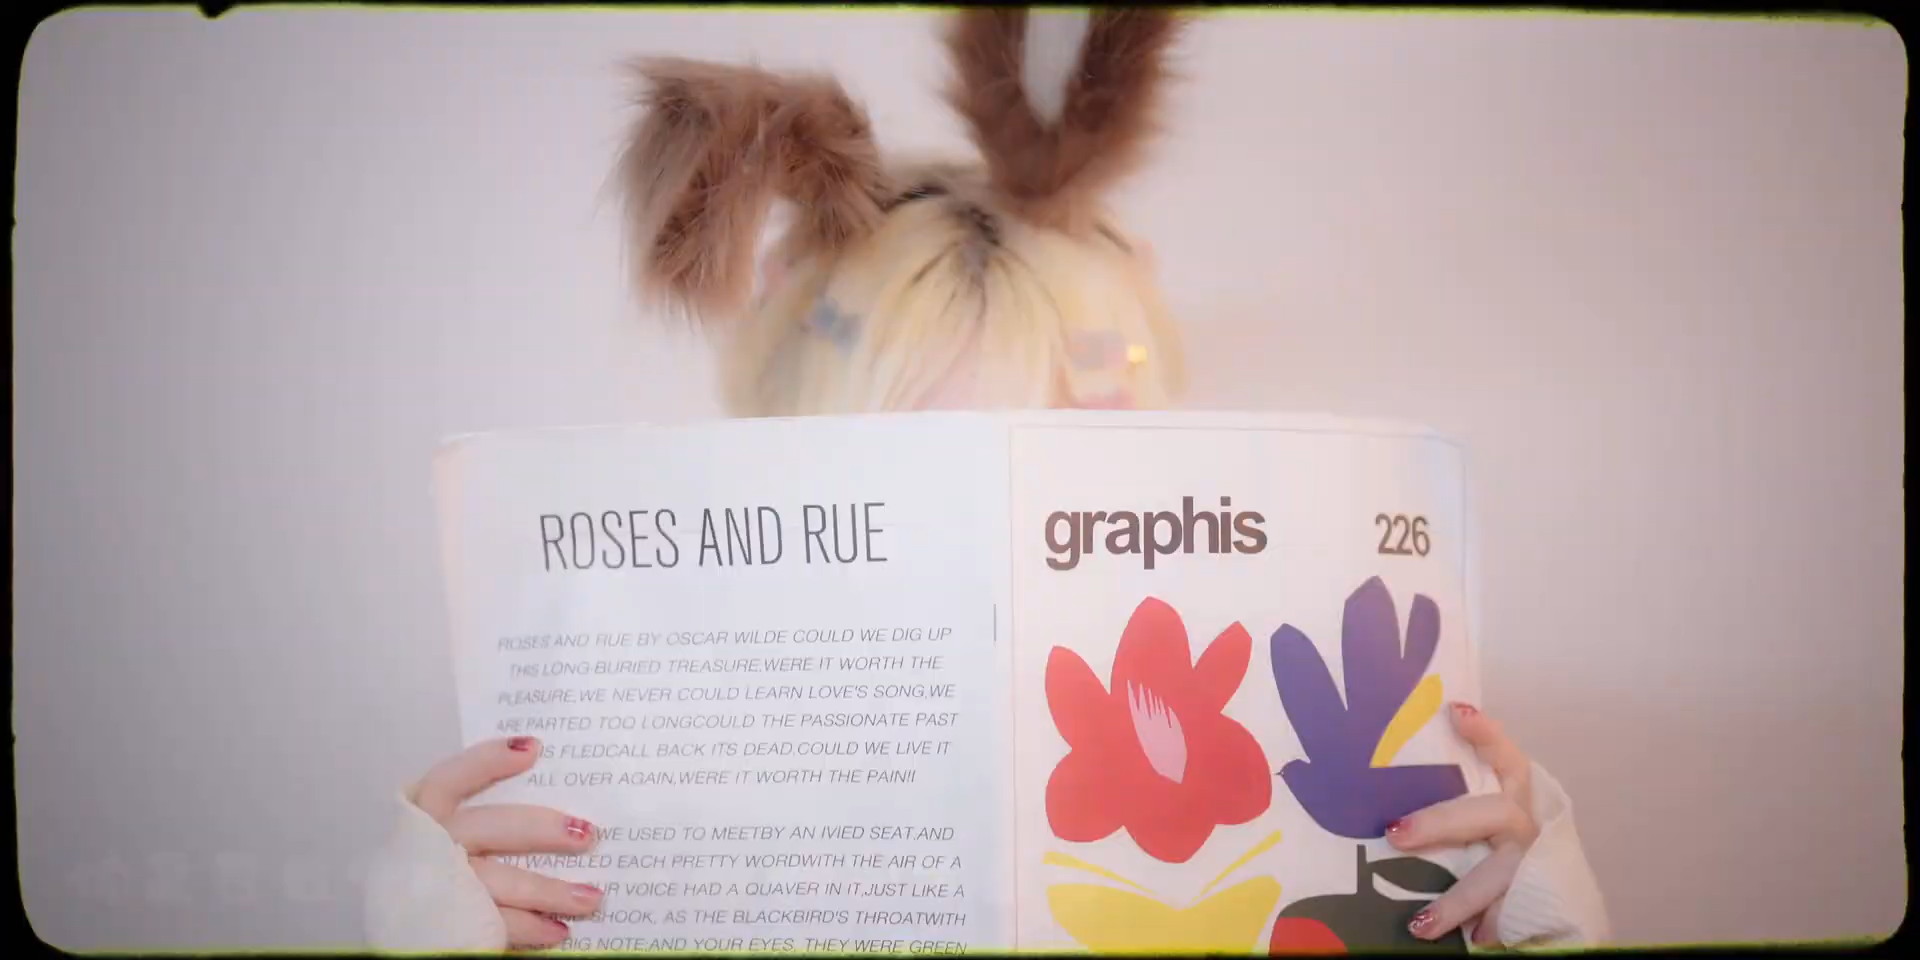 ROSES AND RUE
ROSES AND RUE BY OSCAR WILDE COULD WE DIG UP
THIS LONG-BURIED TREASURE,WERE IT WORTH THE
PLEASURE,WE NEVER COULD LEARN LOVE'S SONG,WE
ARE PARTED TOO LONGCOULD THE PASSIONATE PAST
IS FLEDCALL BACK ITS DEAD,COULD WE LIVE IT
ALL OVER AGAIN,WERE IT WORTH THE PAIN!I
WE USED TO MEETBY AN IVIED SEAT,AND
WARBLED EACH PRETTY WORDWITH THE AIR OF A
VOICE HAD A QUAVER IN IT,JUST LIKE A
SHOOK, AS THE BLACKBIRD'S THROATWITH
BIG NOTE;AND YOUR EYES, THEY WERE GREEN
graphis 226